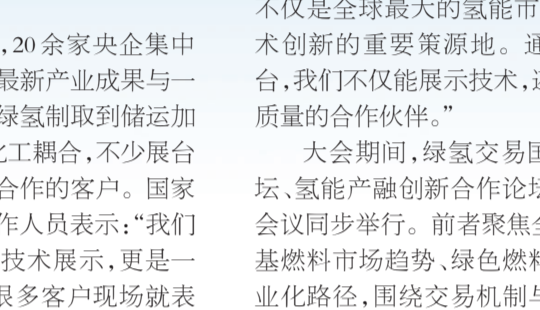 ,20余家央企集中
最新产业成果与一
绿氢制取到储运加
化工耦合,不少展台
合作的客户。国家
作人员表示:“我们
技术展示,更是一
很多客户现场就表
不仅是全球最大的氢能市
术创新的重要策源地。通
台,我们不仅能展示技术,还
质量的合作伙伴。”
大会期间,绿氢交易国
坛、氢能产融创新合作论坛
会议同步举行。前者聚焦全
基燃料市场趋势、绿色燃料
业化路径,围绕交易机制与